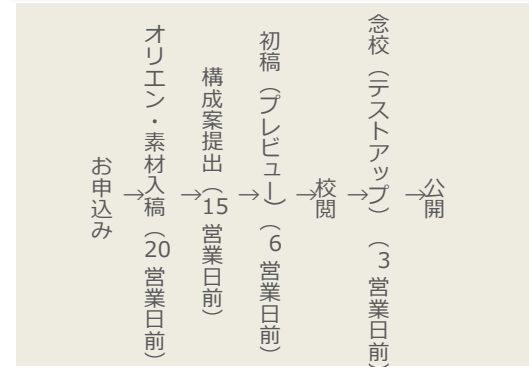 お申込み
→
オリエン・素材入稿（20営業日前）
→
構成案提出（15営業日前）
→
初稿（プレビュー）（6営業日前）
→
校閲
→
念校（テストアップ）（3営業日前）
→
公開